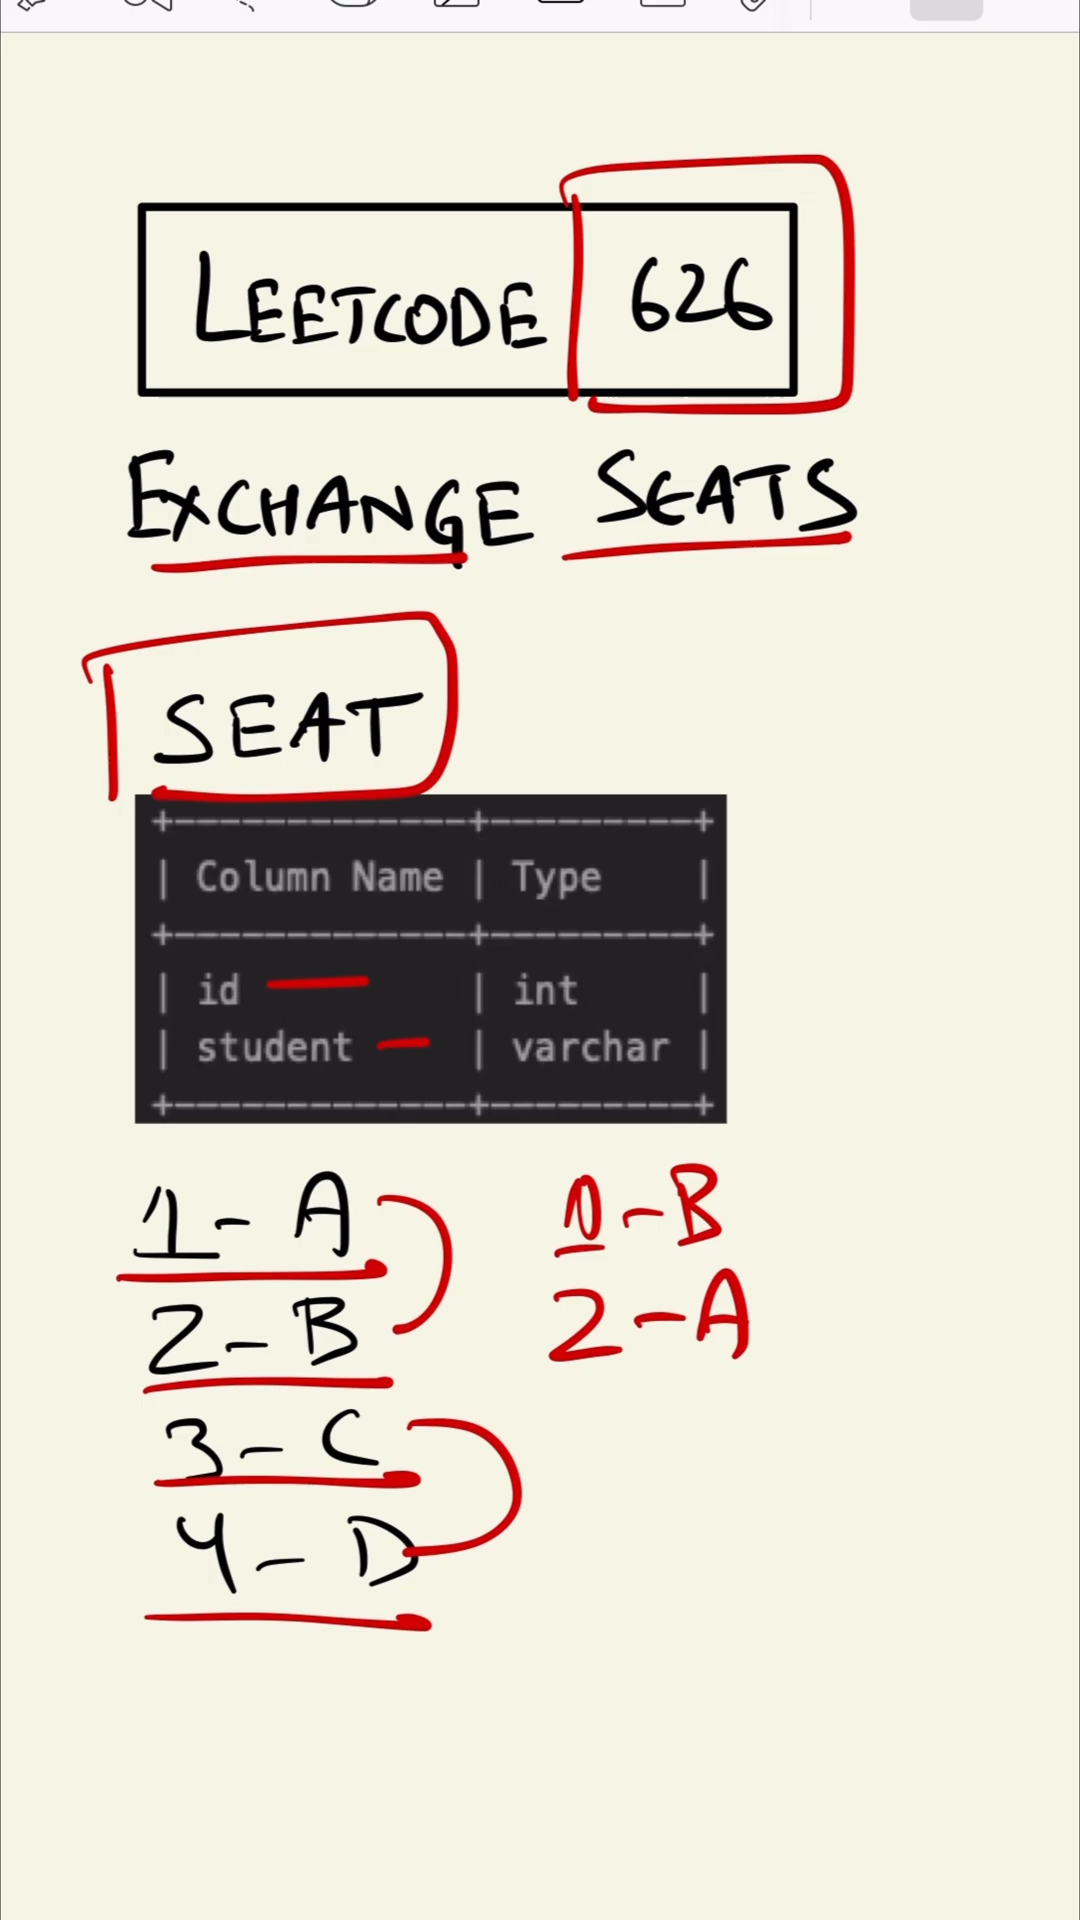 LEETCODE 626
EXCHANGE SEATS
SEAT
+-------------+---------+
| Column Name | Type    |
+-------------+---------+
| id          | int     |
| student     | varchar |
+-------------+---------+
1 - A
2 - B
3 - C
4 - D
1 - B
2 - A